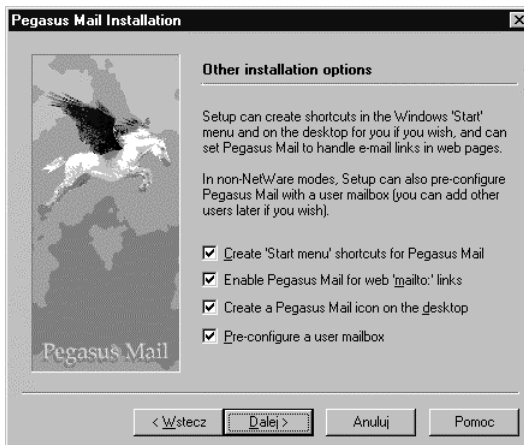 Pegasus Mail Installation
Other installation options
Setup can create shortcuts in the Windows 'Start'
menu and on the desktop for you if you wish, and can
set Pegasus Mail to handle e-mail links in web pages.
In non-NetWare modes, Setup can also pre-configure
Pegasus Mail with a user mailbox (you can add other
users later if you wish).
Create 'Start menu' shortcuts for Pegasus Mail
Enable Pegasus Mail for web 'mailto:' links
Create a Pegasus Mail icon on the desktop
Pre-configure a user mailbox
Pegasus Mail
< Wstecz Dalej > Anuluj Pomoc